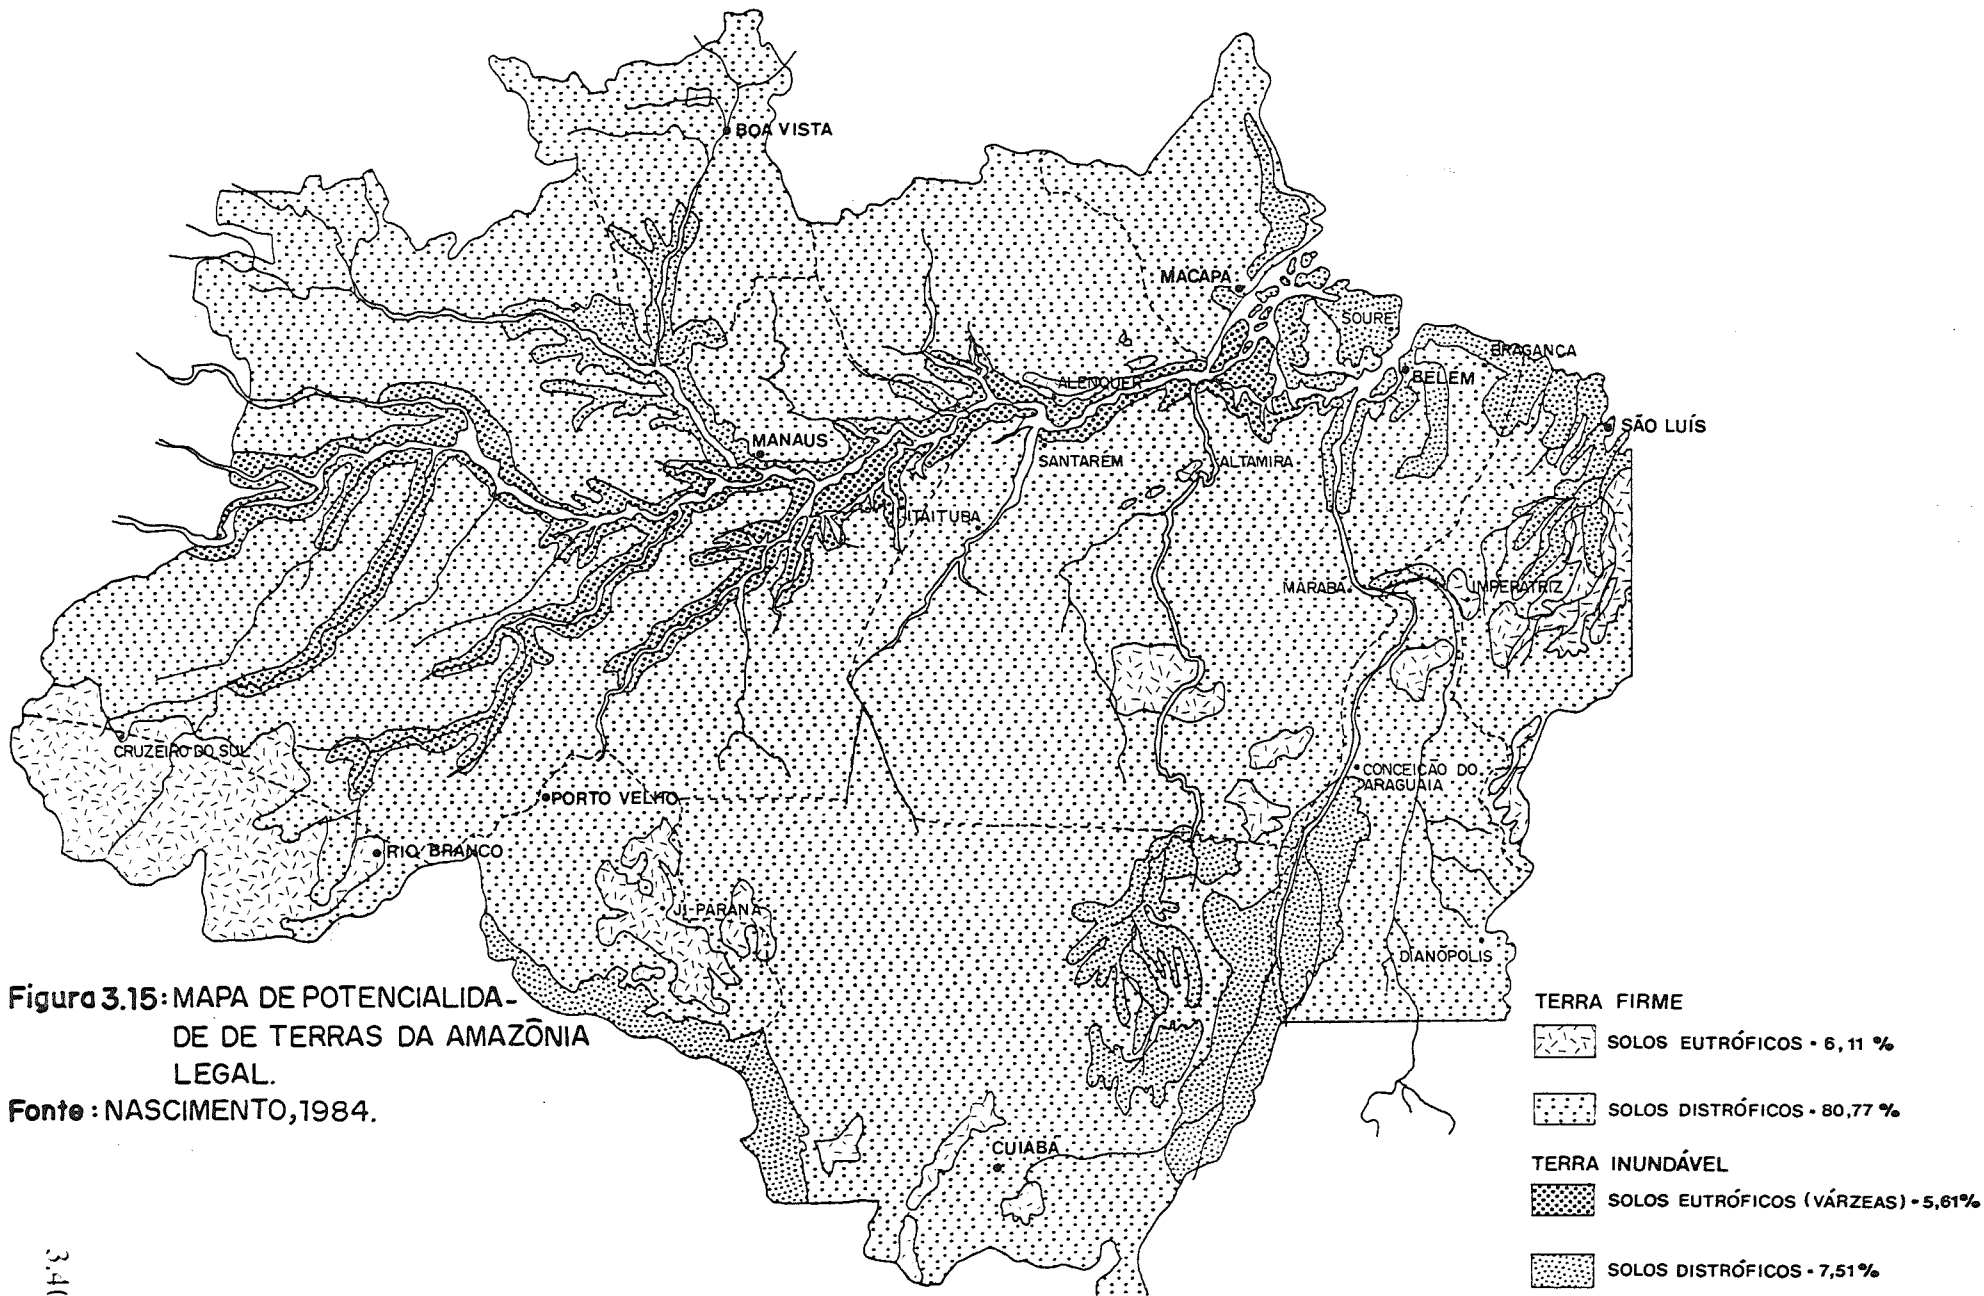 BOA VISTA
MACAPÁ
SOURE
BRAGANÇA
ALENQUER
BELÉM
SÃO LUÍS
MANAUS
SANTARÉM
ALTAMIRA
ITAITUBA
MARABÁ
IMPERATRIZ
CRUZEIRO DO SUL
CONCEIÇÃO DO
ARAGUAIA
PORTO VELHO
RIO BRANCO
JI-PARANÁ
DIANÓPOLIS
CUIABÁ
Figura 3.15: MAPA DE POTENCIALIDA-
DE DE TERRAS DA AMAZÔNIA
LEGAL.
Fonte: NASCIMENTO, 1984.
TERRA FIRME
SOLOS EUTRÓFICOS - 6,11 %
SOLOS DISTRÓFICOS - 80,77 %
TERRA INUNDÁVEL
SOLOS EUTRÓFICOS (VÁRZEAS) - 5,61%
SOLOS DISTRÓFICOS - 7,51%